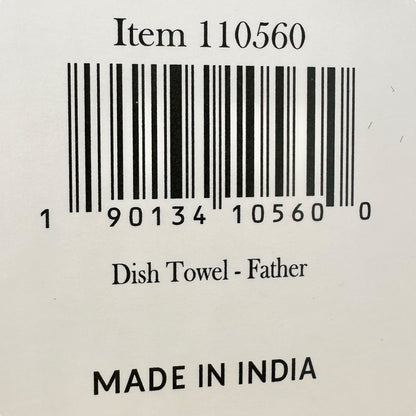 Item 110560
1 90134 10560 0
Dish Towel - Father
MADE IN INDIA